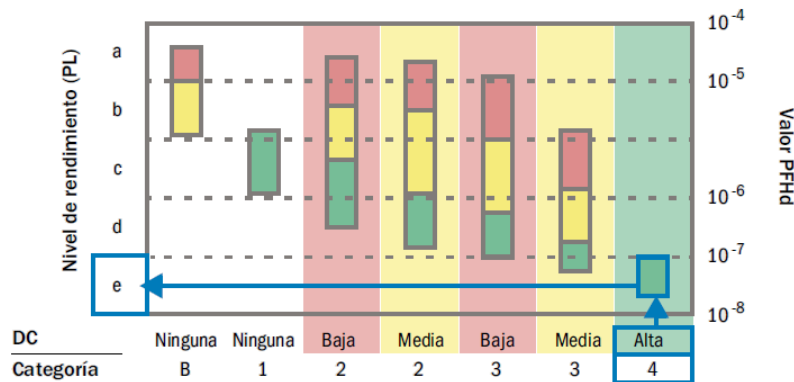 Nivel de rendimiento (PL)
a
b
c
d
e
10-4
10-5
10-6
10-7
10-8
Valor PFHd
DC Ninguna Ninguna Baja Media Baja Media Alta
Categoría B 1 2 2 3 3 4